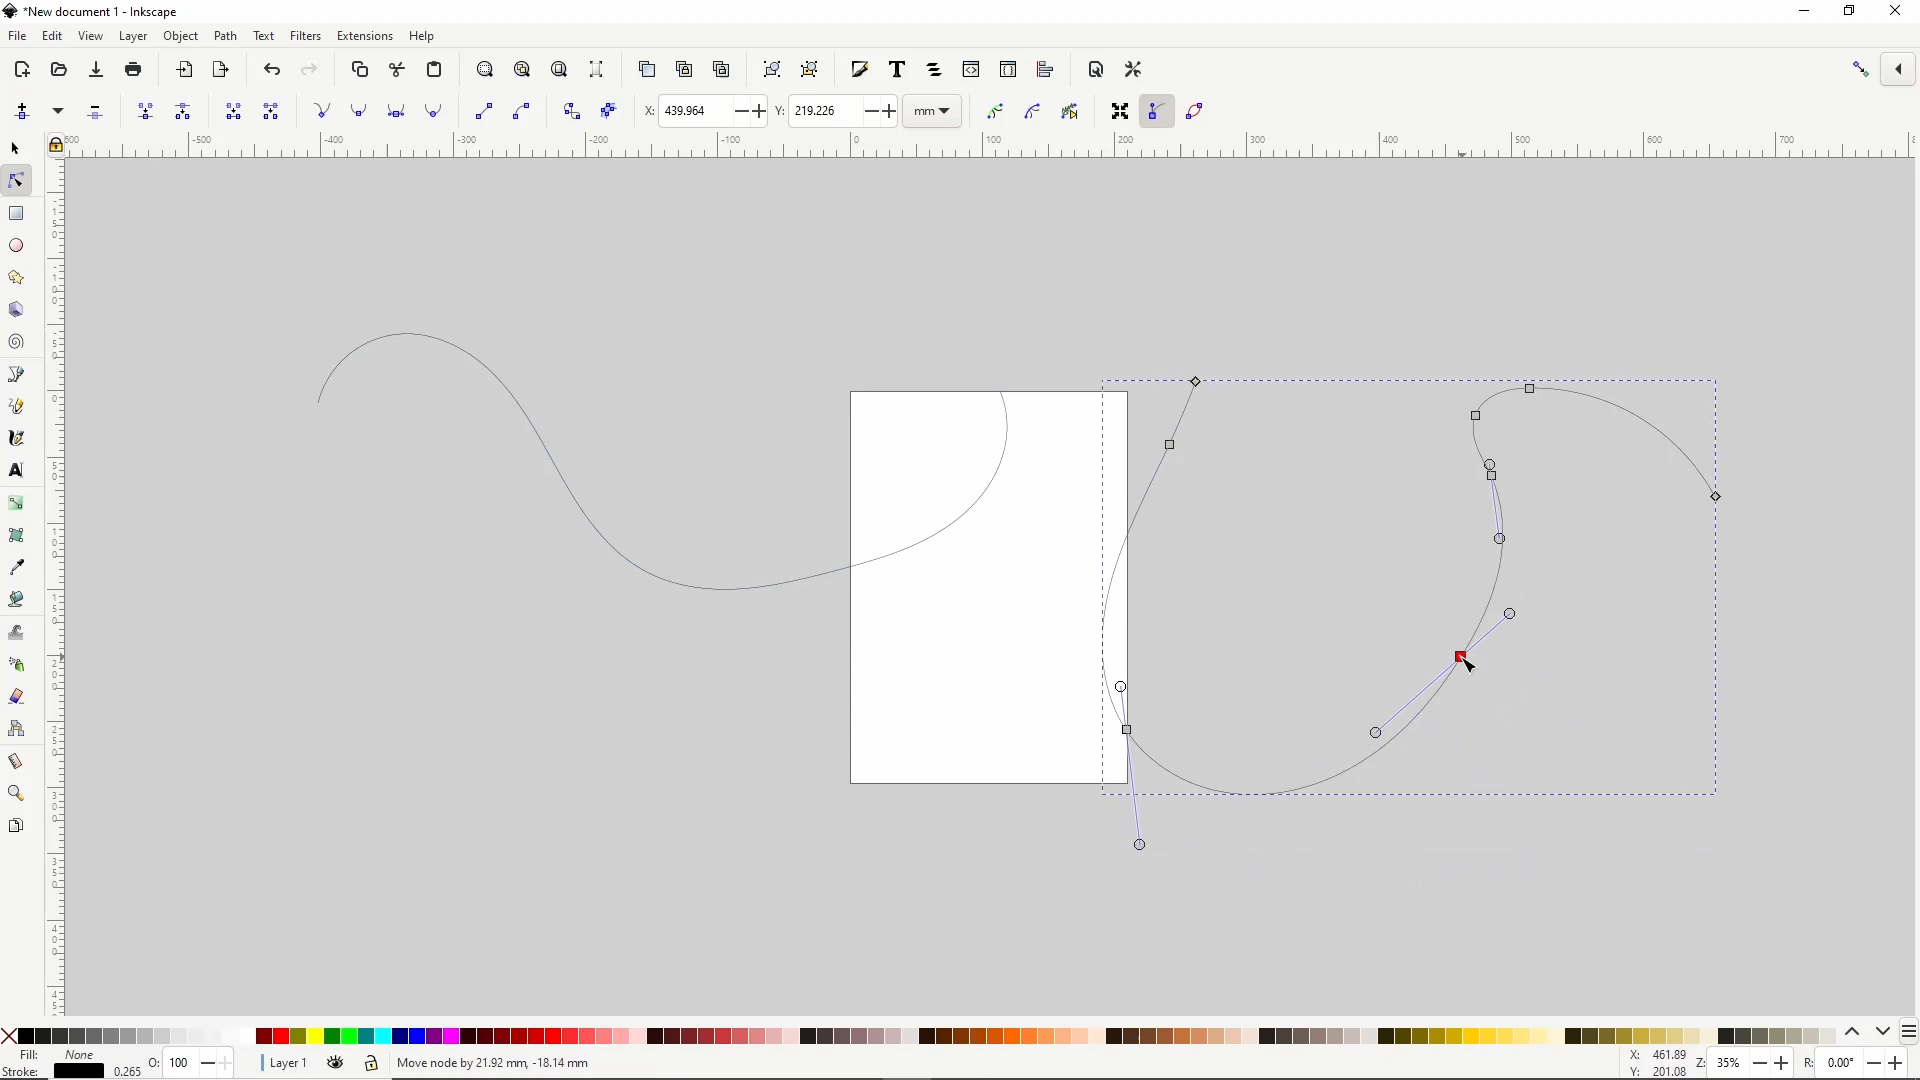 *New document 1 - Inkscape
File Edit View Layer Object Path Text Filters Extensions Help
X: 439.964 Y: 219.226 mm
-500 -400 -300 -200 -100 0 100 200 300 400 500 600 700
Fill: None O: 100 Layer 1 Move node by 21.92 mm, -18.14 mm X: 461.89 Z: 35% R: 0.00°
Stroke: 0.265 Y: 201.08